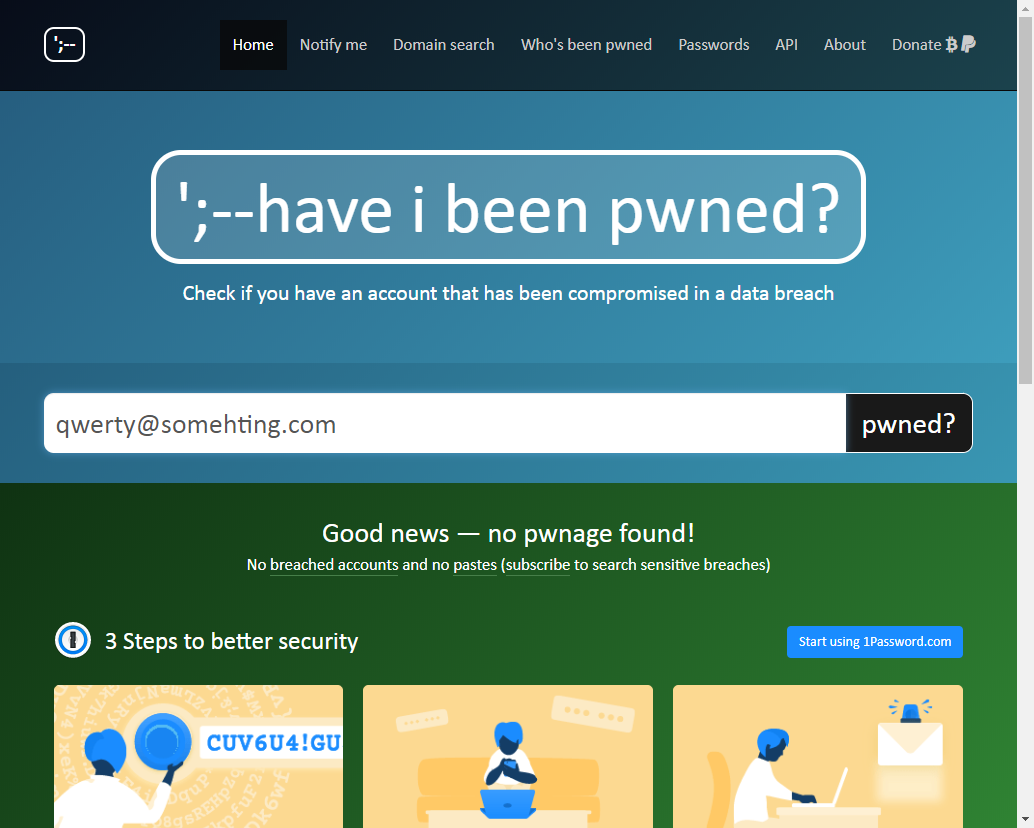 ';--
Home Notify me Domain search Who's been pwned Passwords API About Donate
';--have i been pwned?
Check if you have an account that has been compromised in a data breach
qwerty@somehting.com pwned?
Good news — no pwnage found!
No breached accounts and no pastes (subscribe to search sensitive breaches)
3 Steps to better security Start using 1Password.com
CUV6U4!GU